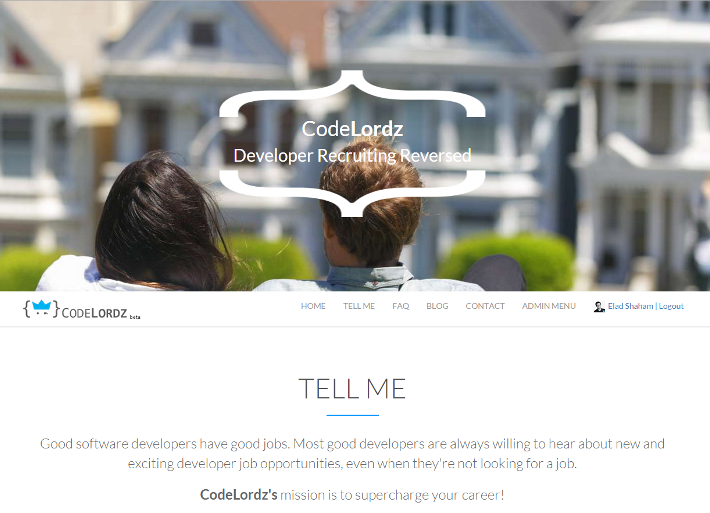 CodeLordz
Developer Recruiting Reversed
{ } CODELORDZ beta
HOME TELL ME FAQ BLOG CONTACT ADMIN MENU Elad Shaham | Logout
TELL ME
Good software developers have good jobs. Most good developers are always willing to hear about new and
exciting developer job opportunities, even when they're not looking for a job.
CodeLordz's mission is to supercharge your career!